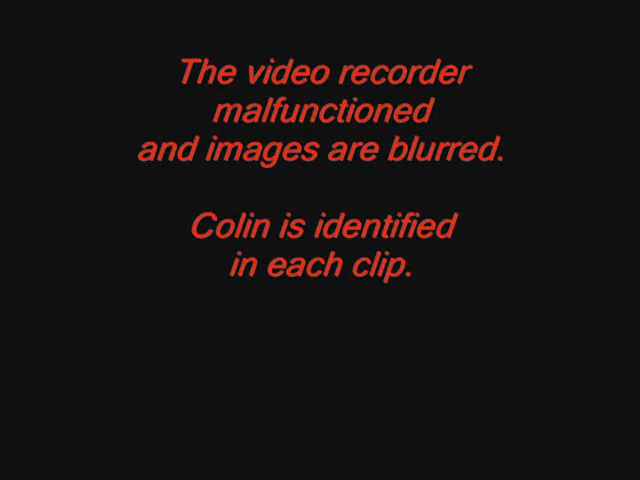 The video recorder
malfunctioned
and images are blurred.
Colin is identified
in each clip.